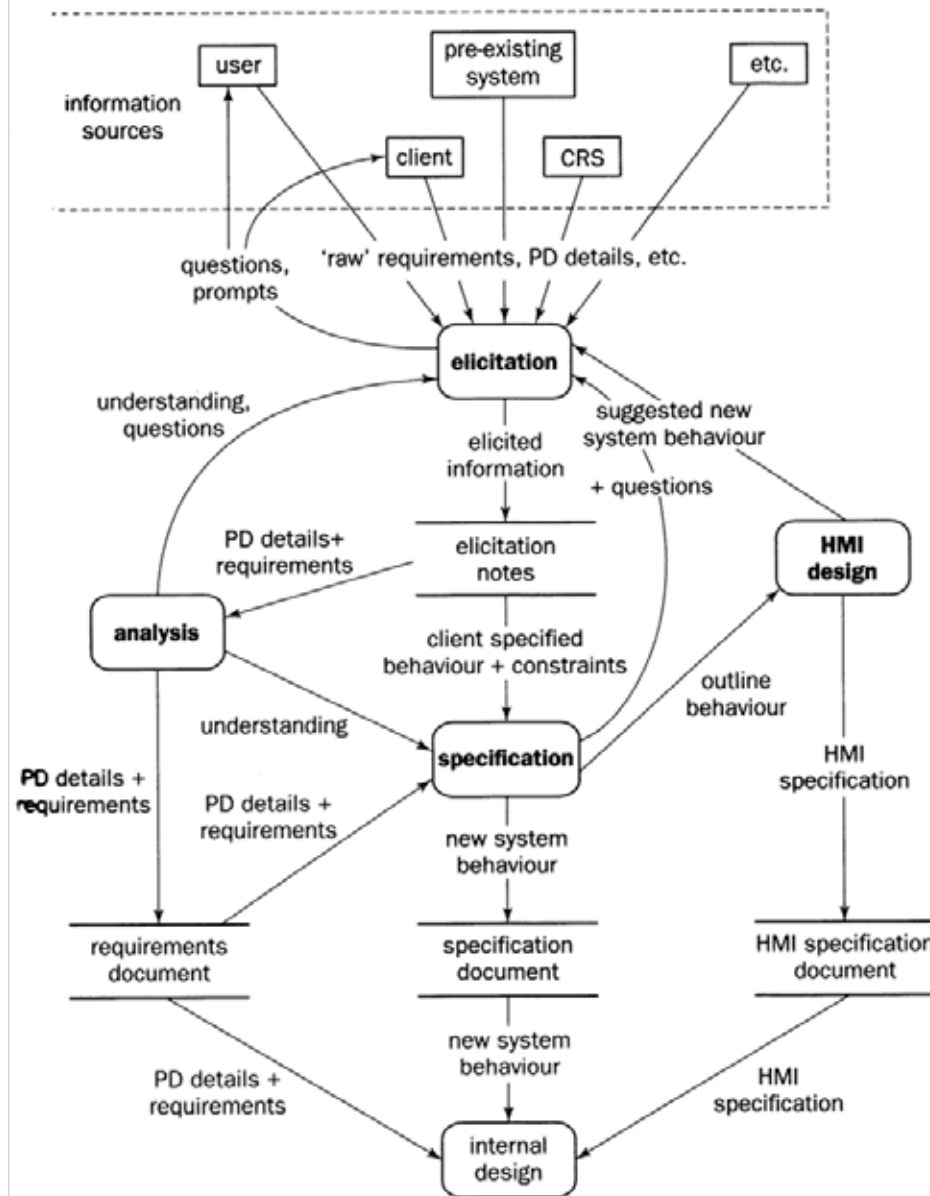 user
pre-existing
system
etc.
information
sources
client
CRS
questions,
prompts
'raw' requirements, PD details, etc.
elicitation
understanding,
questions
suggested new
system behaviour
elicited
information
+ questions
PD details+
requirements
elicitation
notes
HMI
design
analysis
client specified
behaviour + constraints
outline
behaviour
understanding
specification
HMI
specification
PD details +
requirements
PD details +
requirements
new system
behaviour
requirements
document
specification
document
HMI specification
document
new system
behaviour
PD details +
requirements
HMI
specification
internal
design